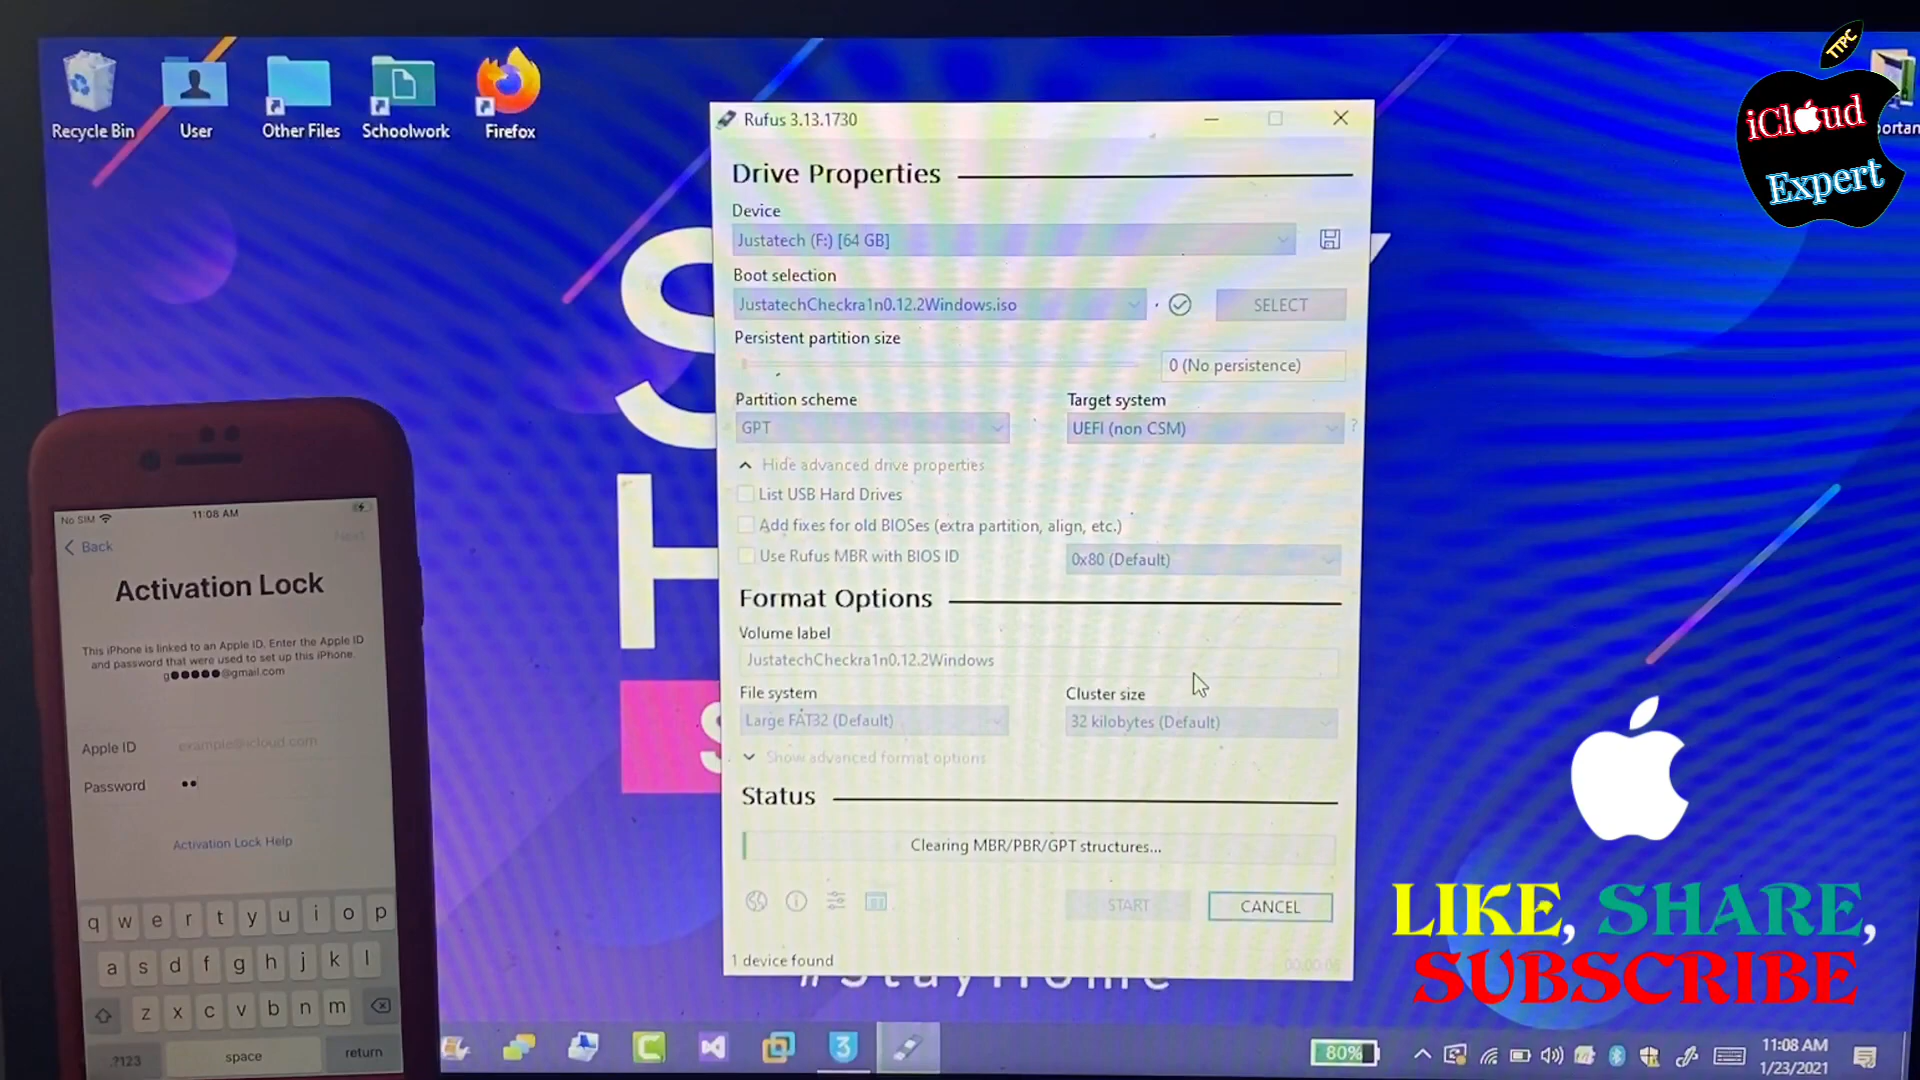 Recycle Bin
User
Other Files
Schoolwork
Firefox
TTPC
iCloud
Expert
portan
Rufus 3.13.1730
Drive Properties
Device
Justatech (F:) [64 GB]
Boot selection
JustatechCheckra1n0.12.2Windows.iso
SELECT
Persistent partition size
0 (No persistence)
Partition scheme
Target system
GPT
UEFI (non CSM)
?
Hide advanced drive properties
List USB Hard Drives
Add fixes for old BIOSes (extra partition, align, etc.)
Use Rufus MBR with BIOS ID
0x80 (Default)
Format Options
Volume label
JustatechCheckra1n0.12.2Windows
File system
Cluster size
Large FAT32 (Default)
32 kilobytes (Default)
Show advanced format options
Status
Clearing MBR/PBR/GPT structures...
START
CANCEL
1 device found
S
H
S
#StayHome
No SIM
11:08 AM
Back
Next
Activation Lock
This iPhone is linked to an Apple ID. Enter the Apple ID
and password that were used to set up this iPhone.
g●●●●●@gmail.com
Apple ID
example@icloud.com
Password
●●
Activation Lock Help
q w e r t y u i o p
a s d f g h j k l
z x c v b n m
.?123
space
return
LIKE, SHARE,
SUBSCRIBE
80%
11:08 AM
1/23/2021